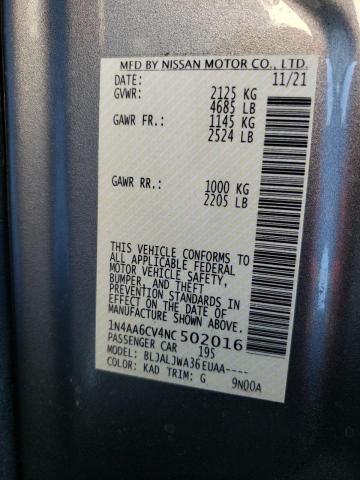 MFD BY NISSAN MOTOR CO., LTD.
DATE: 11/21
GVWR: 2125 KG
4685 LB
GAWR FR.: 1145 KG
2524 LB
GAWR RR.: 1000 KG
2205 LB
THIS VEHICLE CONFORMS TO
ALL APPLICABLE FEDERAL
MOTOR VEHICLE SAFETY,
BUMPER, AND THEFT
PREVENTION STANDARDS IN
EFFECT ON THE DATE OF
MANUFACTURE SHOWN ABOVE.
1N4AA6CV4NC502016
PASSENGER CAR 195
MODEL: BLJALJWA36EUAA----
COLOR: KAD TRIM: G 9N00A